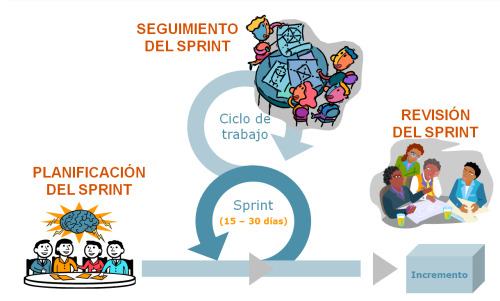 SEGUIMIENTO
DEL SPRINT
Ciclo de
trabajo
REVISIÓN
DEL SPRINT
PLANIFICACIÓN
DEL SPRINT
Sprint
(15 – 30 días)
Incremento